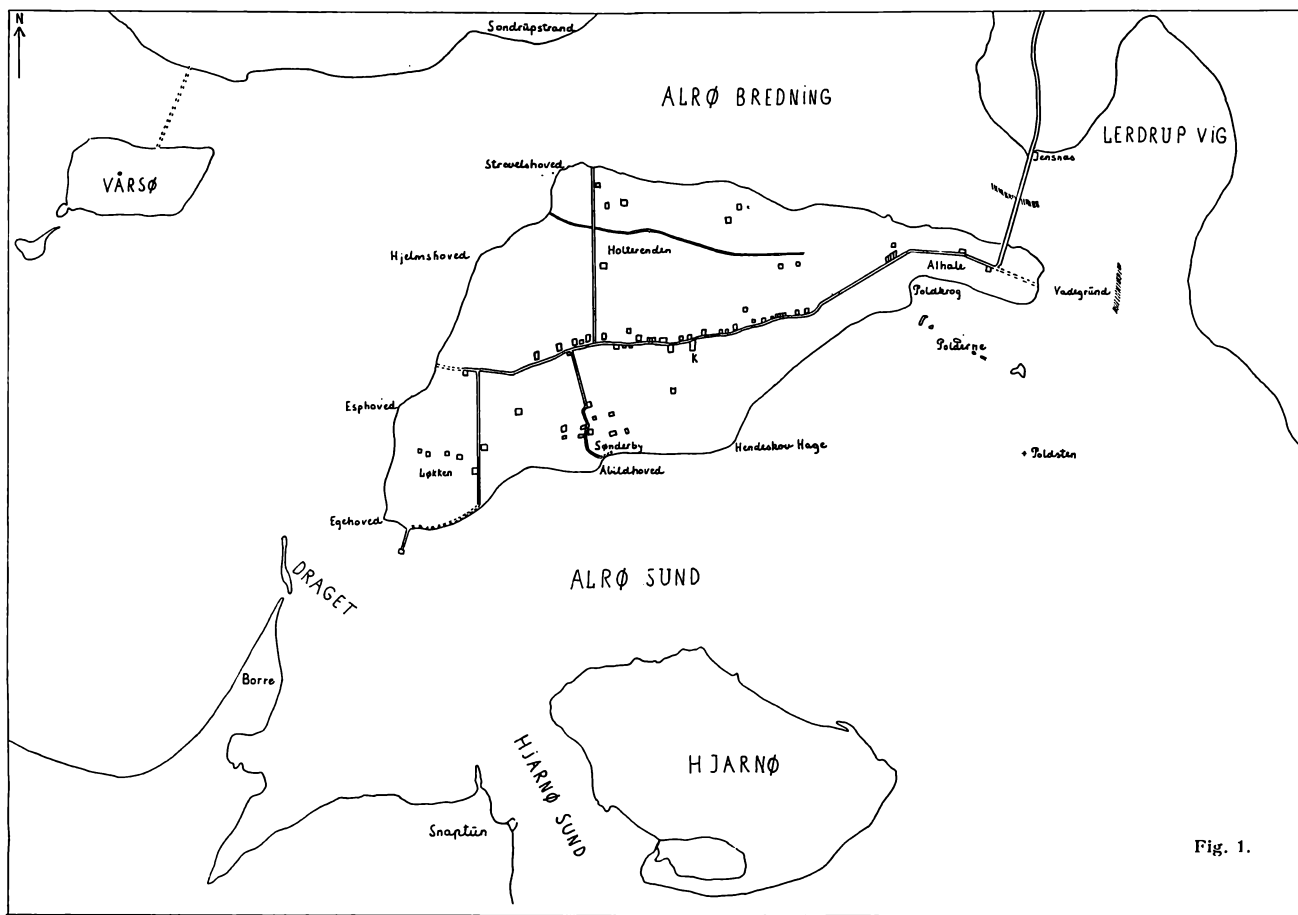 N
Sondrupstrand
ALRØ BREDNING
LERDRUP VIG
Jensnæs
Strevelshoved
VÅRSØ
Hjelmshoved
Holterenden
Alhale
Poldkrog
Vadegrund
Polderne
K
Esphoved
Sønderby
Hendeskov Hage
Poldsten
Løkken
Abildhoved
Egehoved
DRAGET
ALRØ SUND
Borre
HJARNØ SUND
HJARNØ
Snaptün
Fig. 1.